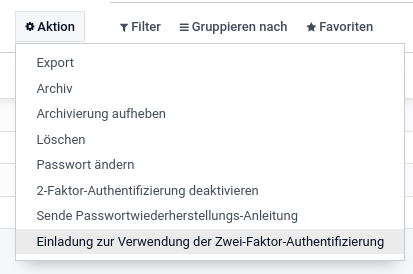 Aktion Filter Gruppieren nach Favoriten
Export
Archiv
Archivierung aufheben
Löschen
Passwort ändern
2-Faktor-Authentifizierung deaktivieren
Sende Passwortwiederherstellungs-Anleitung
Einladung zur Verwendung der Zwei-Faktor-Authentifizierung